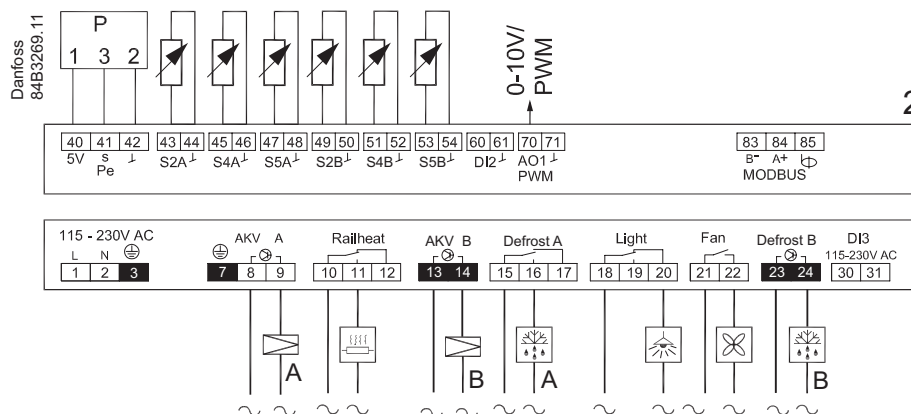 Danfoss
84B3269.11
P
1 3 2
0-10V/
PWM
2
40 41 42 43 44 45 46 47 48 49 50 51 52 53 54 60 61 70 71 83 84 85
5V s ⊥ S2A⊥ S4A⊥ S5A⊥ S2B⊥ S4B⊥ S5B⊥ DI2⊥ AO1⊥ B- A+
Pe PWM MODBUS
115 - 230V AC AKV A Railheat AKV B Defrost A Light Fan Defrost B DI3
L N 115-230V AC
1 2 3 7 8 9 10 11 12 13 14 15 16 17 18 19 20 21 22 23 24 30 31
A B A B